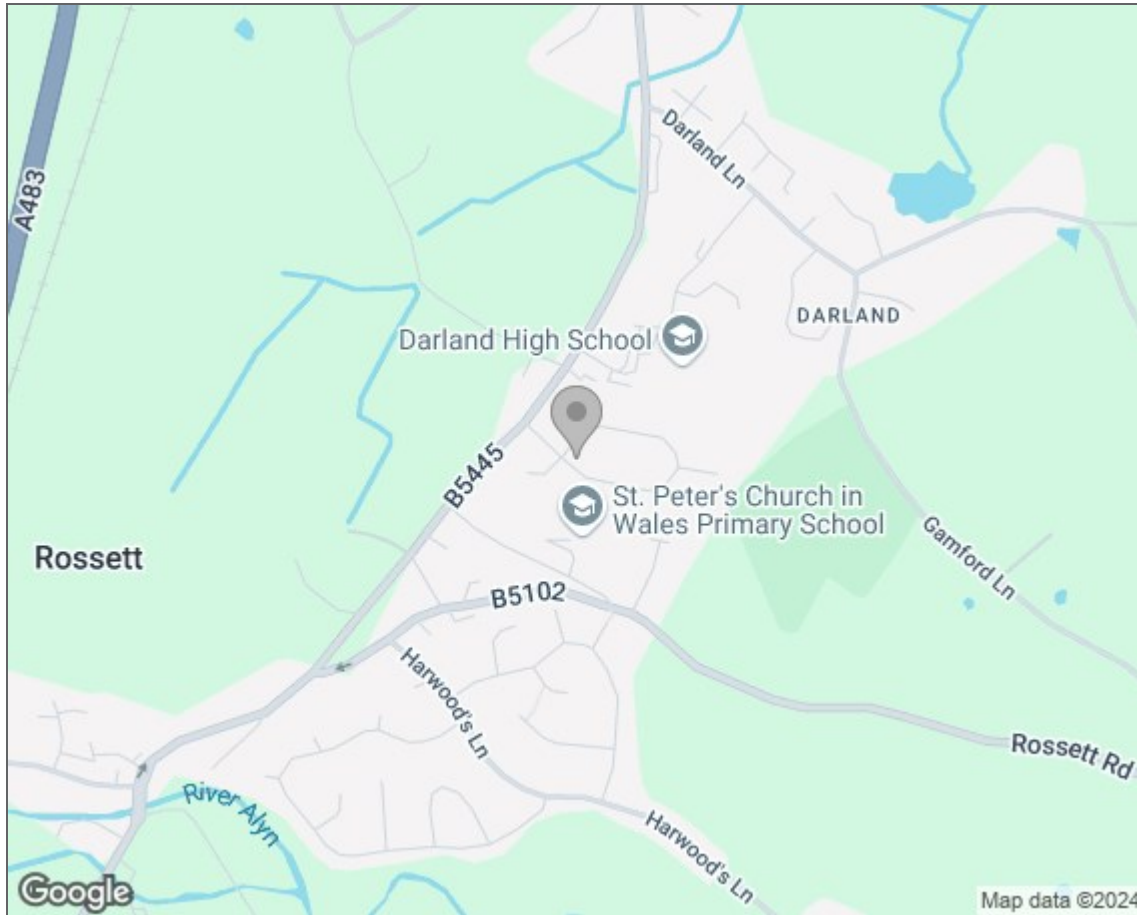 A483
Darland Ln
DARLAND
Darland High School
B5445
St. Peter's Church in
Wales Primary School
Gamford Ln
Rossett
B5102
Harwood's Ln
Rossett Rd
River Alyn
Harwood's Ln
Google
Map data ©2024